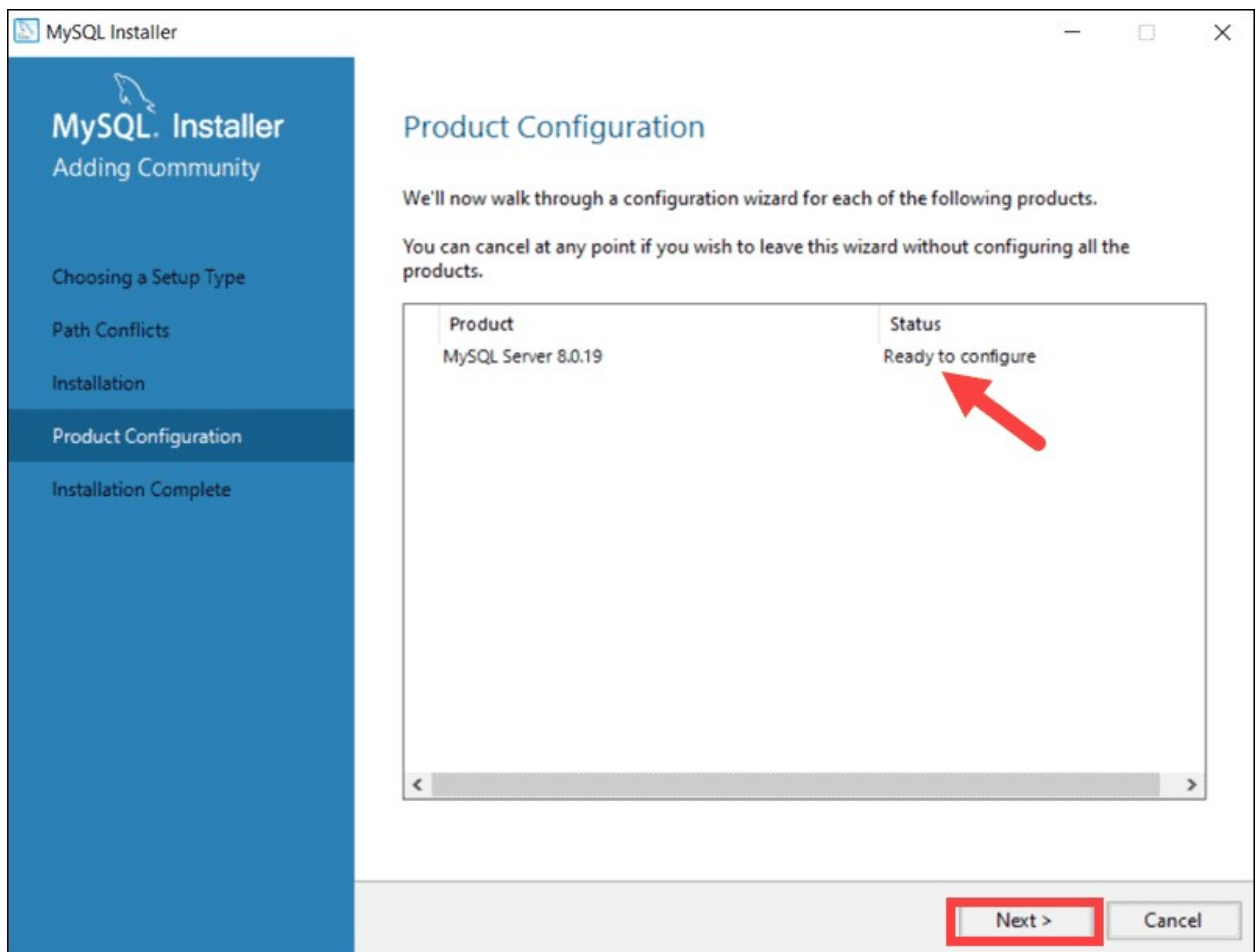 MySQL Installer
MySQL. Installer
Adding Community
Choosing a Setup Type
Path Conflicts
Installation
Product Configuration
Installation Complete
Product Configuration
We'll now walk through a configuration wizard for each of the following products.
You can cancel at any point if you wish to leave this wizard without configuring all the
products.
Product Status
MySQL Server 8.0.19 Ready to configure
Next > Cancel